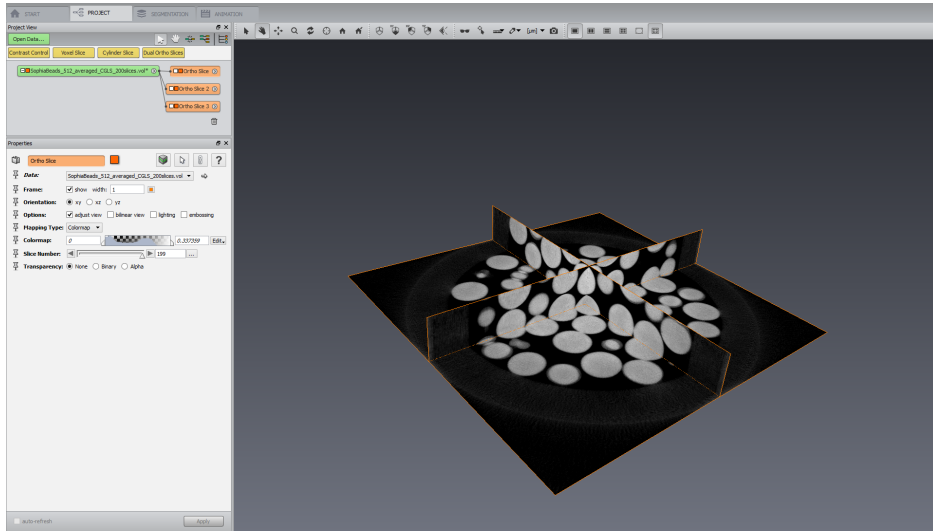 START PROJECT SEGMENTATION ANIMATION
Project View
Open Data...
Contrast Control Voxel Slice Cylinder Slice Dual Ortho Slices
SophiaBeads_512_averaged_CGLS_200slices.vol* Ortho Slice
Ortho Slice 2
Ortho Slice 3
Properties
Ortho Slice ?
Data: SophiaBeads_512_averaged_CGLS_200slices.vol
Frame: show width: 1
Orientation: xy xz yz
Options: adjust view bilinear view lighting embossing
Mapping Type: Colormap
Colormap: 0 0.337359 Edit
Slice Number: 199 ...
Transparency: None Binary Alpha
auto-refresh Apply